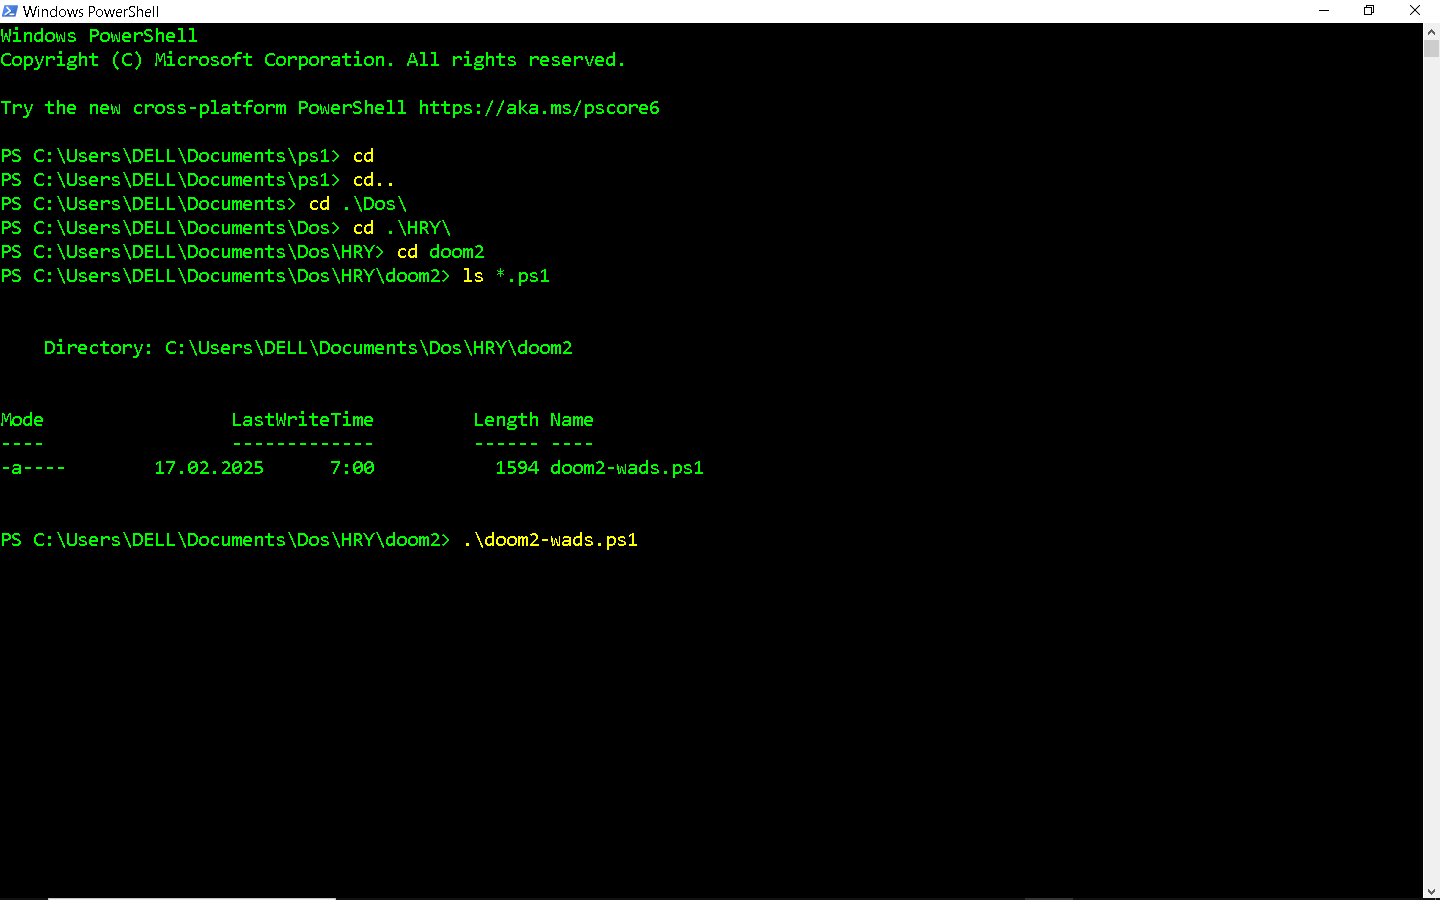 Windows PowerShell
Windows PowerShell
Copyright (C) Microsoft Corporation. All rights reserved.
Try the new cross-platform PowerShell https://aka.ms/pscore6
PS C:\Users\DELL\Documents\ps1> cd
PS C:\Users\DELL\Documents\ps1> cd..
PS C:\Users\DELL\Documents> cd .\Dos\
PS C:\Users\DELL\Documents\Dos> cd .\HRY\
PS C:\Users\DELL\Documents\Dos\HRY> cd doom2
PS C:\Users\DELL\Documents\Dos\HRY\doom2> ls *.ps1
    Directory: C:\Users\DELL\Documents\Dos\HRY\doom2
Mode                 LastWriteTime         Length Name
----                 -------------         ------ ----
-a----        17.02.2025      7:00           1594 doom2-wads.ps1
PS C:\Users\DELL\Documents\Dos\HRY\doom2> .\doom2-wads.ps1